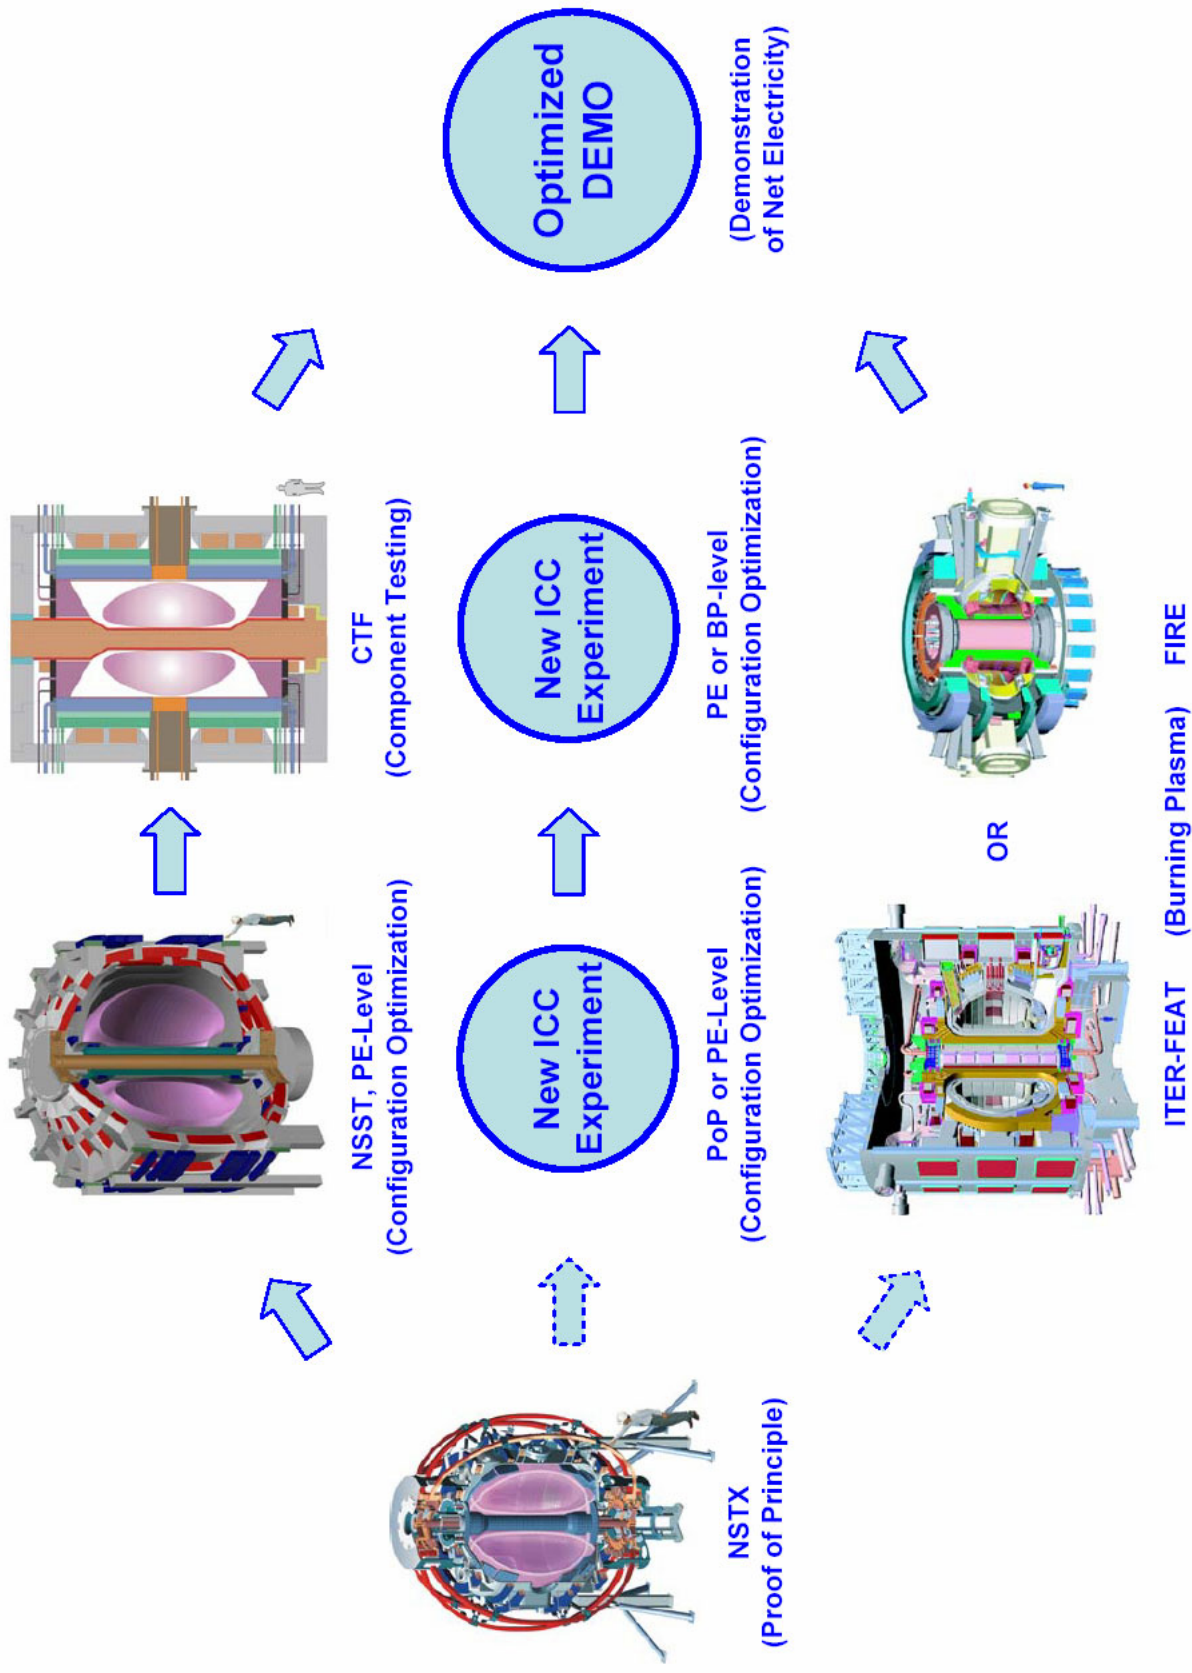 NSTX
(Proof of Principle)
NSST, PE-Level
(Configuration Optimization)
CTF
(Component Testing)
New ICC
Experiment
PoP or PE-Level
(Configuration Optimization)
New ICC
Experiment
PE or BP-level
(Configuration Optimization)
OR
ITER-FEAT
(Burning Plasma)
FIRE
Optimized
DEMO
(Demonstration
of Net Electricity)